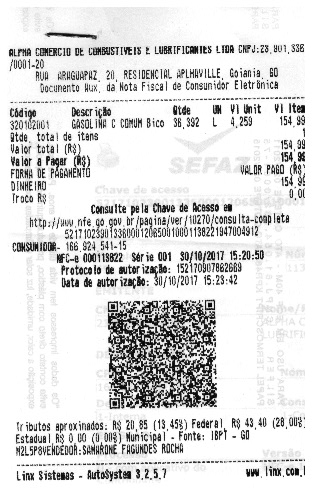 ALPHA COMERCIO DE COMBUSTIVEIS E LUBRIFICANTES LTDA CNPJ:23.801.336
/0001-20
RUA ARAGUAPAZ, 20, RESIDENCIAL APLHAVILLE, Goiania, GO
Documento Aux. da Nota Fiscal de Consumidor Eletrônica
Código Descrição Qtde UN Vl Unit Vl Item
320102001 GASOLINA C COMUM Bico 36,392 L 4,259 154,99
Qtde. total de itens 1
Valor total (R$) 154,99
Valor a Pagar (R$) 154,99
FORMA DE PAGAMENTO VALOR PAGO (R$)
DINHEIRO 154,99
Troco R$ 0,00
Consulte pela Chave de Acesso em
http://www.nfe.go.gov.br/pagina/ver/10270/consulta-completa
CONSUMIDOR- 166.924.541-15
NFC-e 000113822 Série 001 30/10/2017 15:20:50
Protocolo de autorização: 152170907862669
Data de autorização: 30/10/2017 15:23:42
Tributos aproximados: R$ 20,85 (13,45%) Federal, R$ 43,40 (28,00%)
Estadual R$ 0,00 (0,00%) Municipal - Fonte: IBPT - GO
M2L5P8VENDEDOR:SAMARONE FAGUNDES ROCHA
Linx Sistemas - AutoSystem 3.2.5.7 www.linx.com.
SEFAZ
Chave de acesso